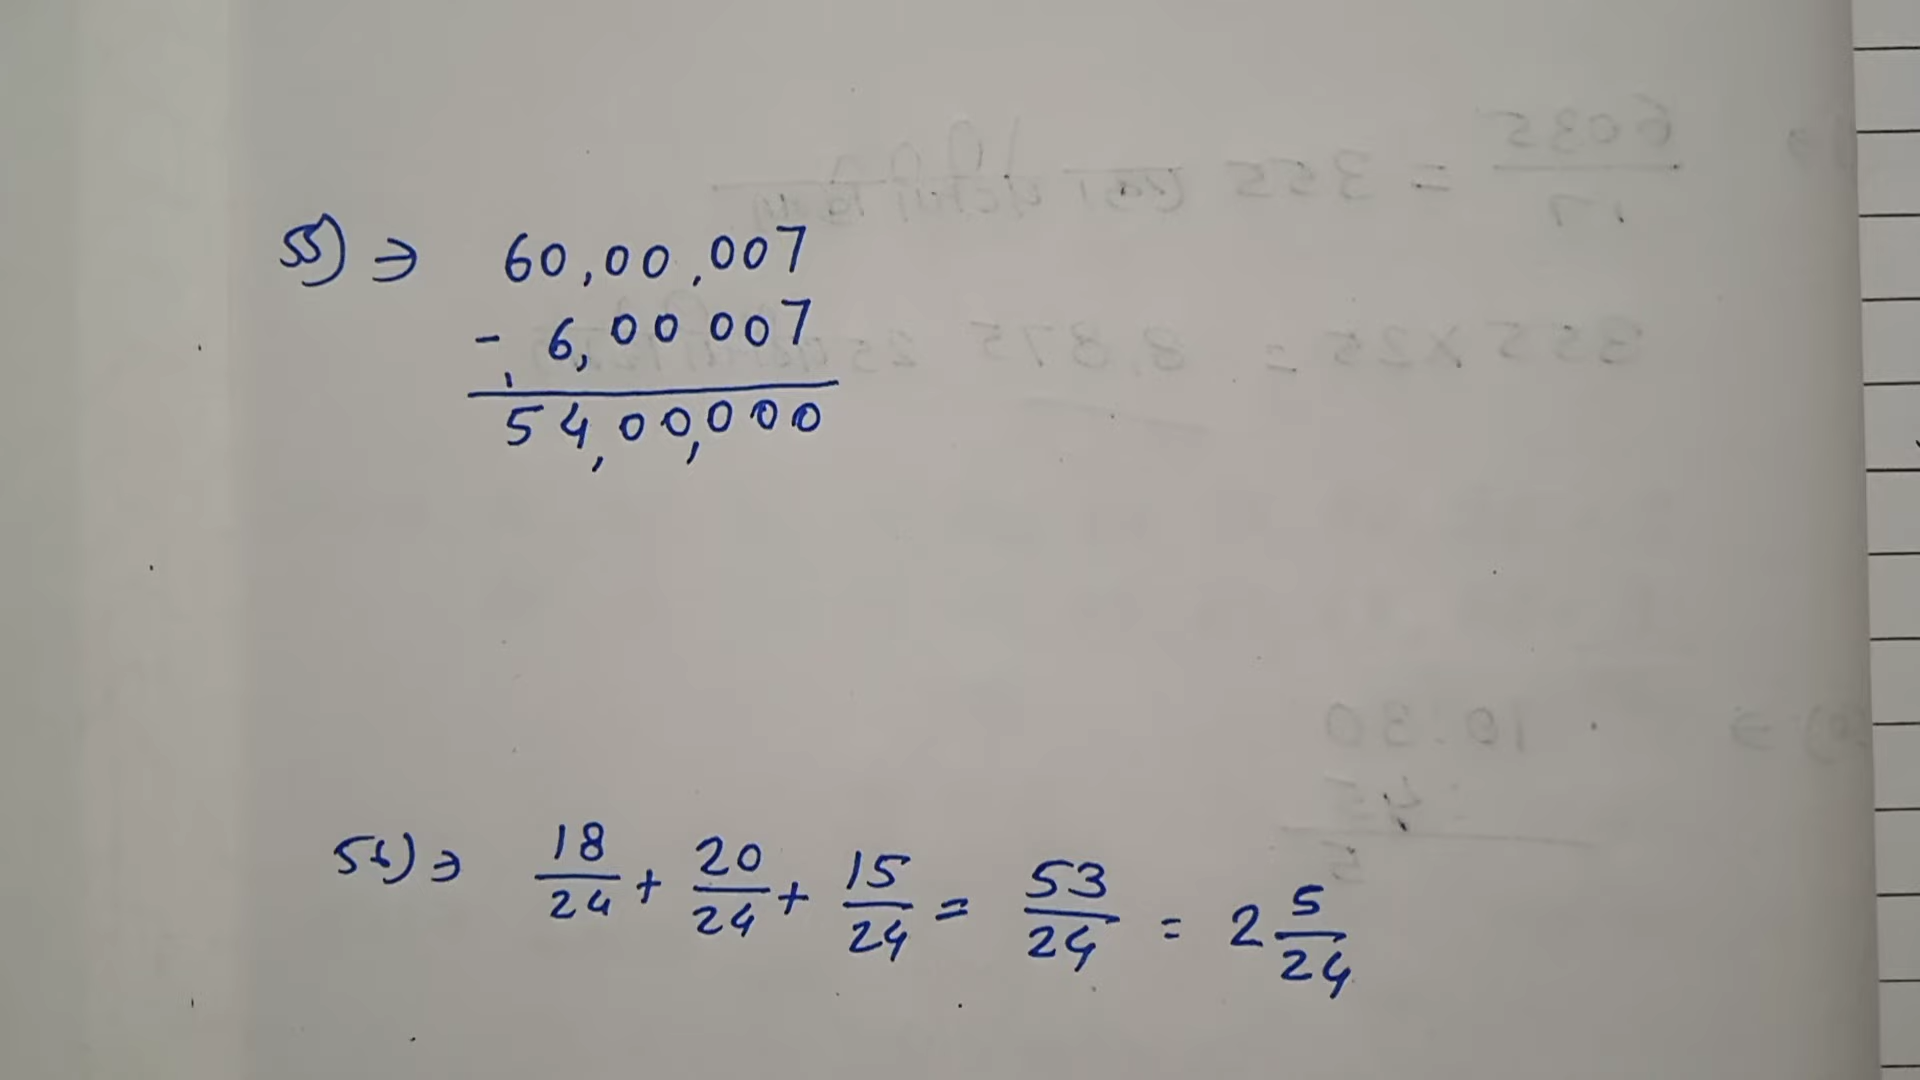 55) ⇒ 60,00,007
- 6,00 007
54,00,000
56) ⇒ 18/24 + 20/24 + 15/24 = 53/24 = 2 5/24